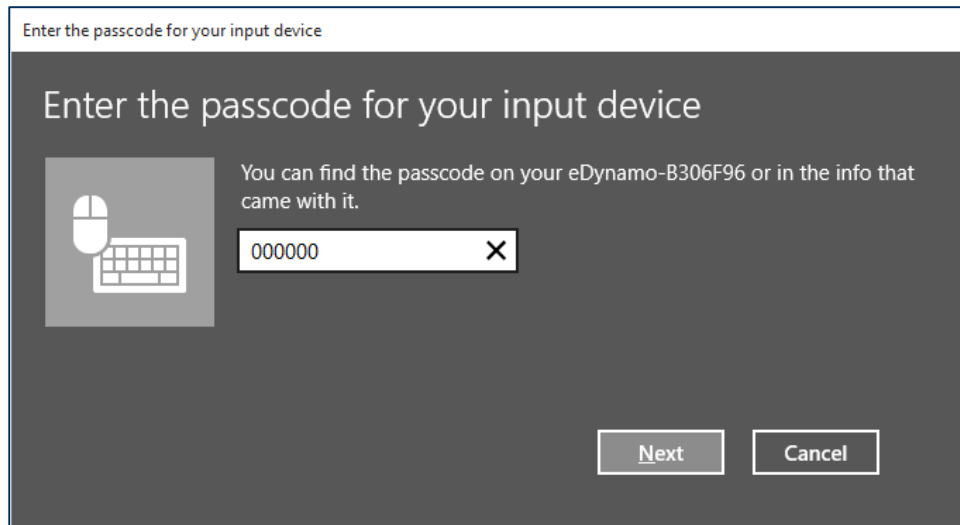 Enter the passcode for your input device
Enter the passcode for your input device
You can find the passcode on your eDynamo-B306F96 or in the info that
came with it.
000000
Next
Cancel